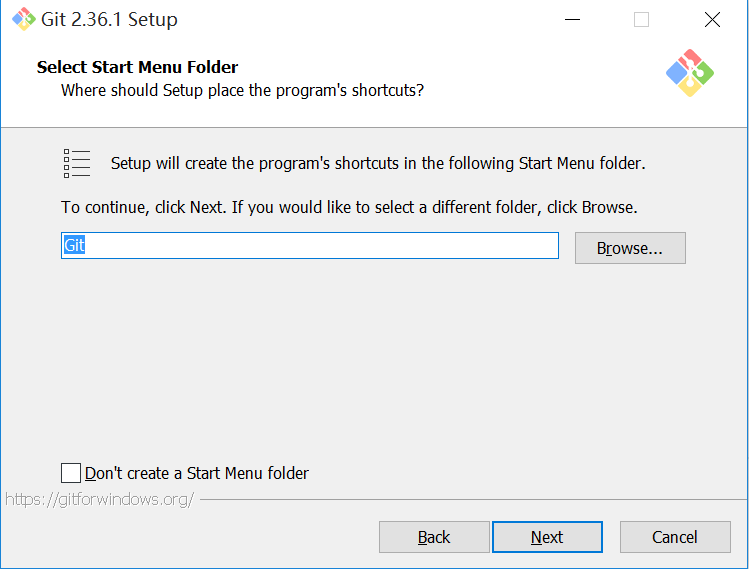 Git 2.36.1 Setup
Select Start Menu Folder
Where should Setup place the program's shortcuts?
Setup will create the program's shortcuts in the following Start Menu folder.
To continue, click Next. If you would like to select a different folder, click Browse.
Git
Browse...
Don't create a Start Menu folder
https://gitforwindows.org/
Back
Next
Cancel